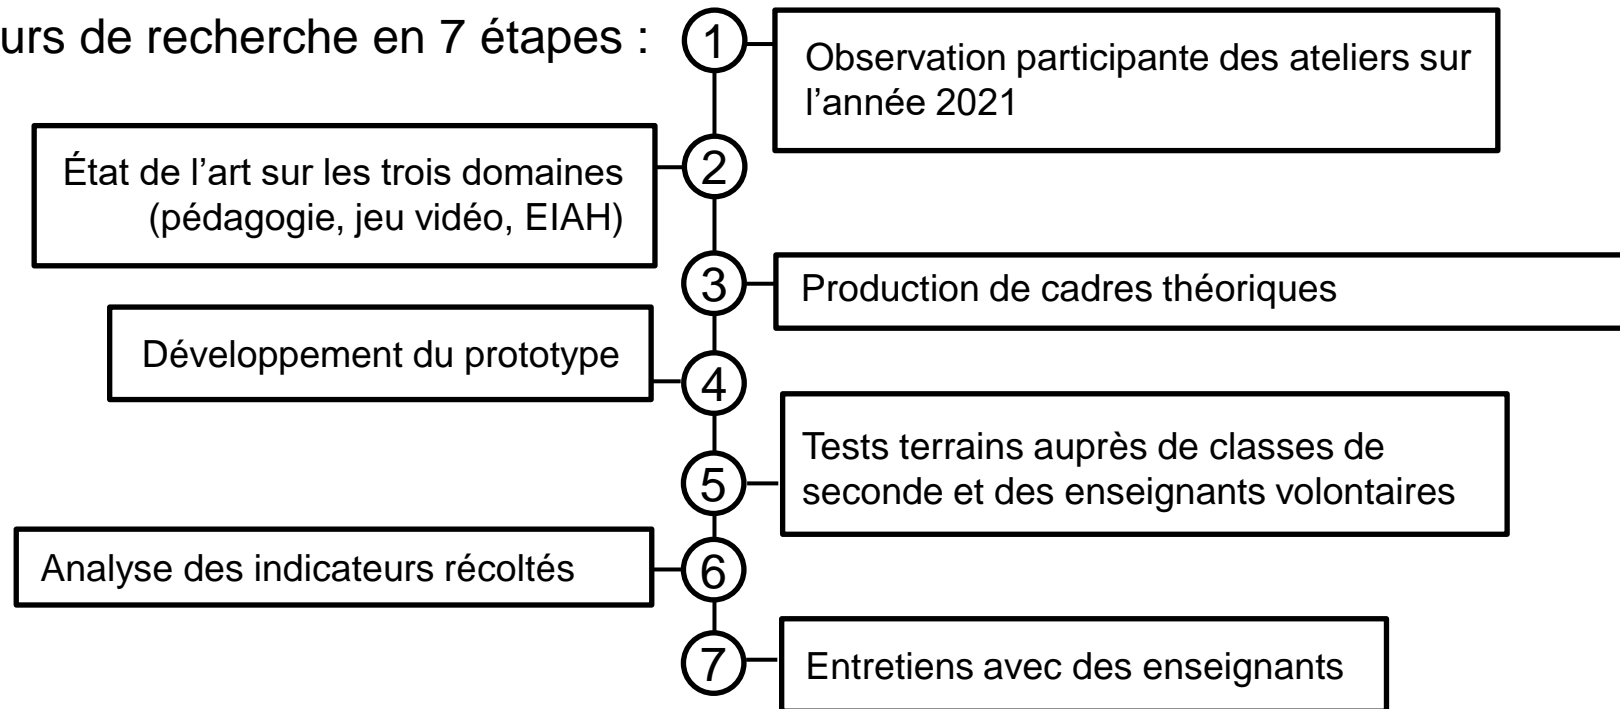 urs de recherche en 7 étapes :
1
Observation participante des ateliers sur
l’année 2021
2
État de l’art sur les trois domaines
(pédagogie, jeu vidéo, EIAH)
3
Production de cadres théoriques
4
Développement du prototype
5
Tests terrains auprès de classes de
seconde et des enseignants volontaires
6
Analyse des indicateurs récoltés
7
Entretiens avec des enseignants